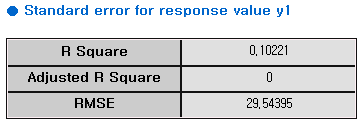 Standard error for response value y1
R Square 0,10221
Adjusted R Square 0
RMSE 29,54395